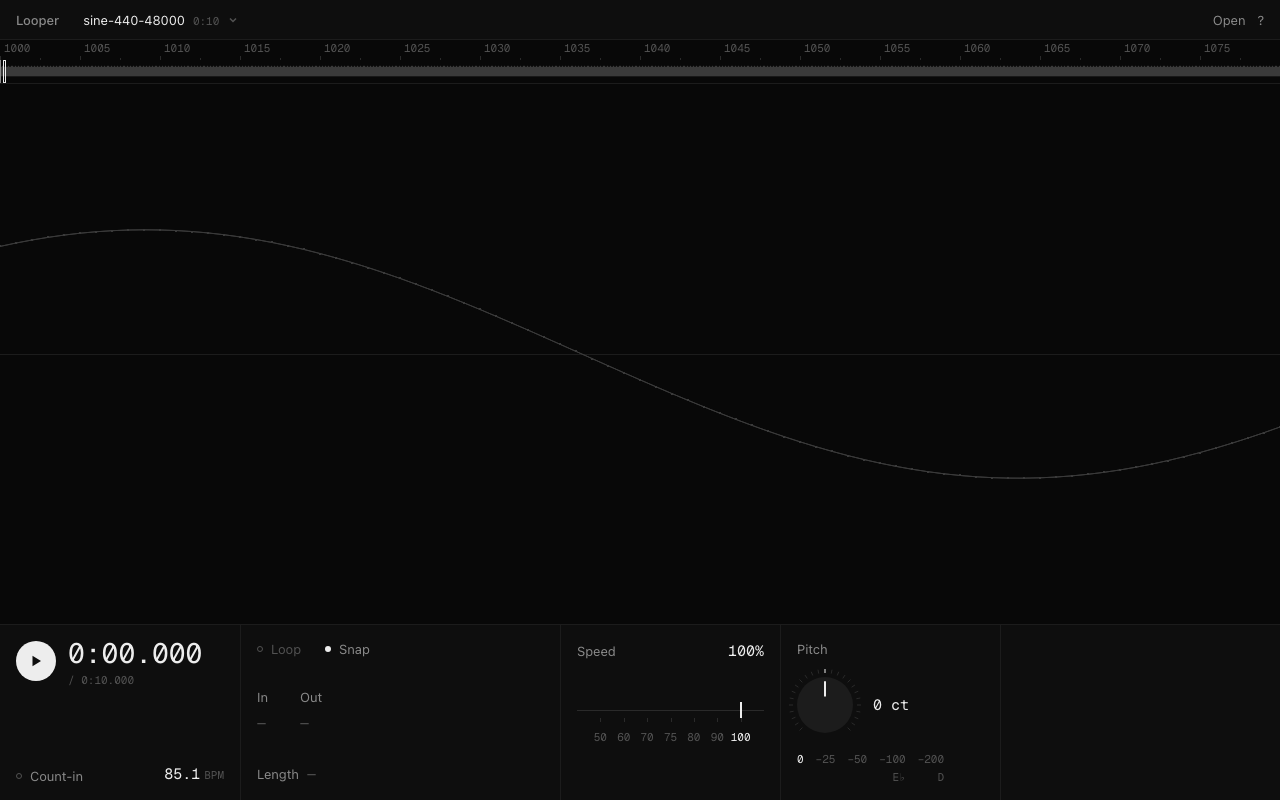 Looper sine-440-48000 0:10 Open ?
1000 1005 1010 1015 1020 1025 1030 1035 1040 1045 1050 1055 1060 1065 1070 1075
0:00.000
/ 0:10.000
Count-in 85.1 BPM
Loop Snap
In Out
— —
Length —
Speed 100%
50 60 70 75 80 90 100
Pitch
0 ct
0 −25 −50 −100 −200
E♭ D